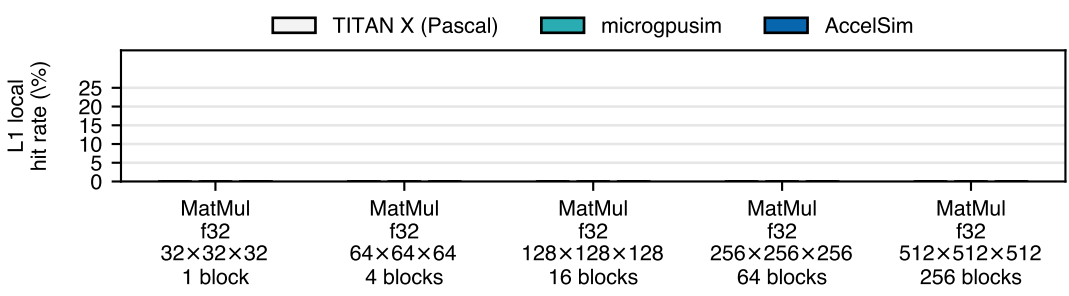 TITAN X (Pascal) microgpusim AccelSim
L1 local
hit rate (\%)
25
20
15
10
5
0
MatMul MatMul MatMul MatMul MatMul
f32 f32 f32 f32 f32
32×32×32 64×64×64 128×128×128 256×256×256 512×512×512
1 block 4 blocks 16 blocks 64 blocks 256 blocks